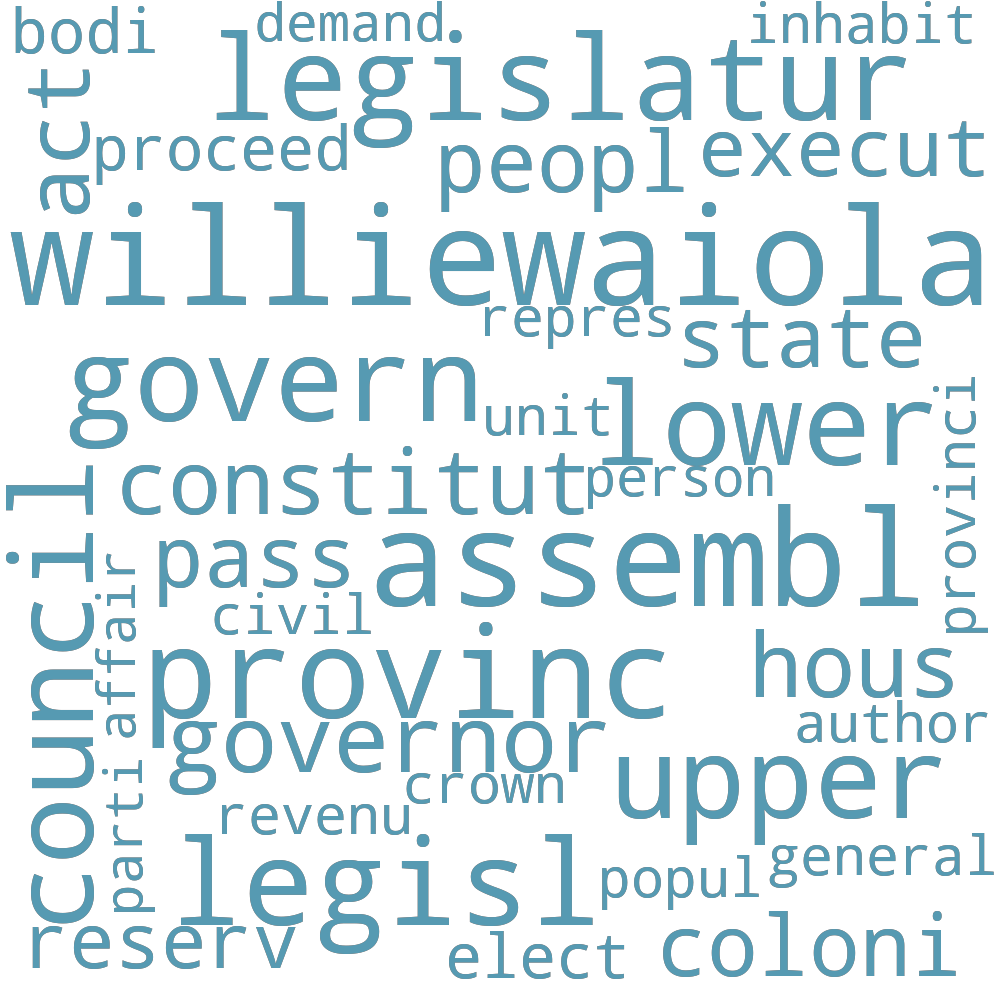 bodi
demand
inhabit
legislatur
act
proceed
peopl
execut
williewaiola
repres
state
govern
unit
lower
provinci
constitut
person
council
pass
assembl
affair
civil
provinc
hous
governor
author
crown
upper
parti
revenu
legisl
popul
general
reserv
elect
coloni